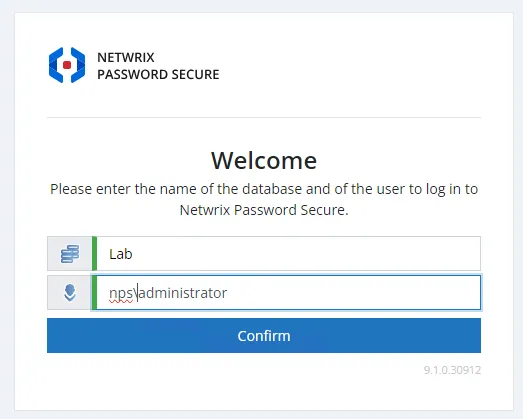 NETWRIX
PASSWORD SECURE
Welcome
Please enter the name of the database and of the user to log in to
Netwrix Password Secure.
Lab
nps\administrator
Confirm
9.1.0.30912